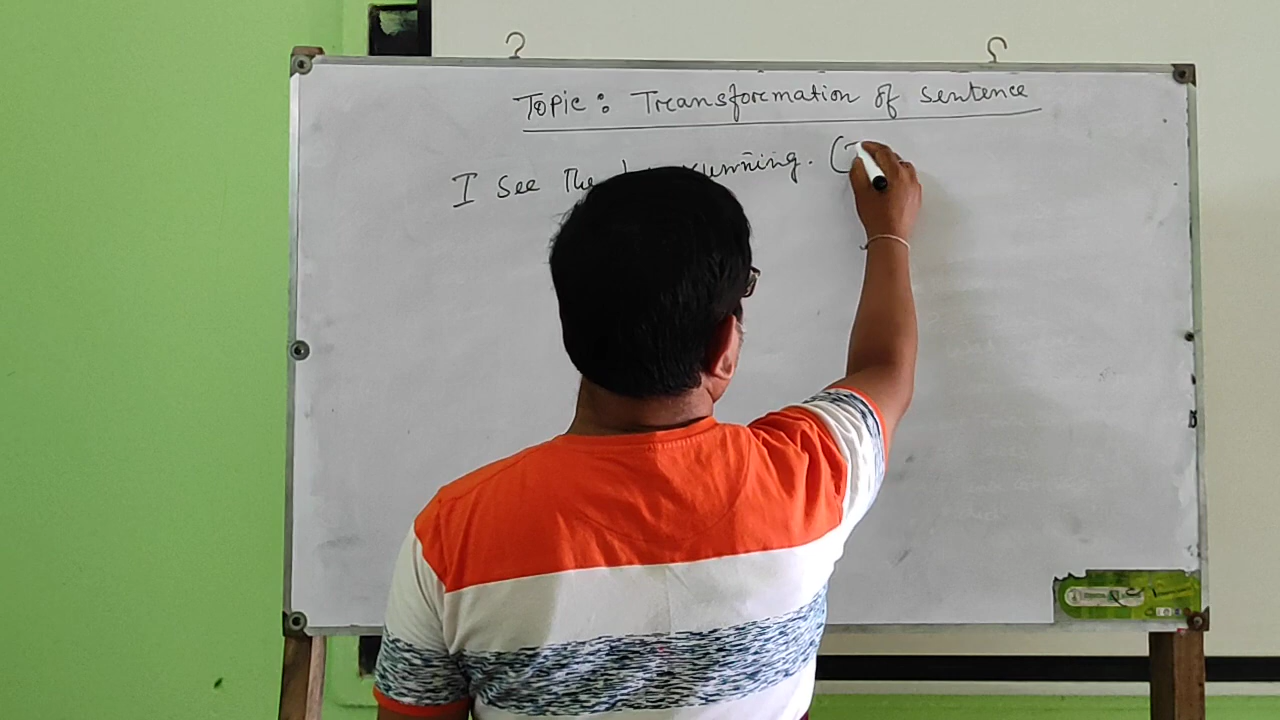 Topic: Transformation of sentence
I see the running. (